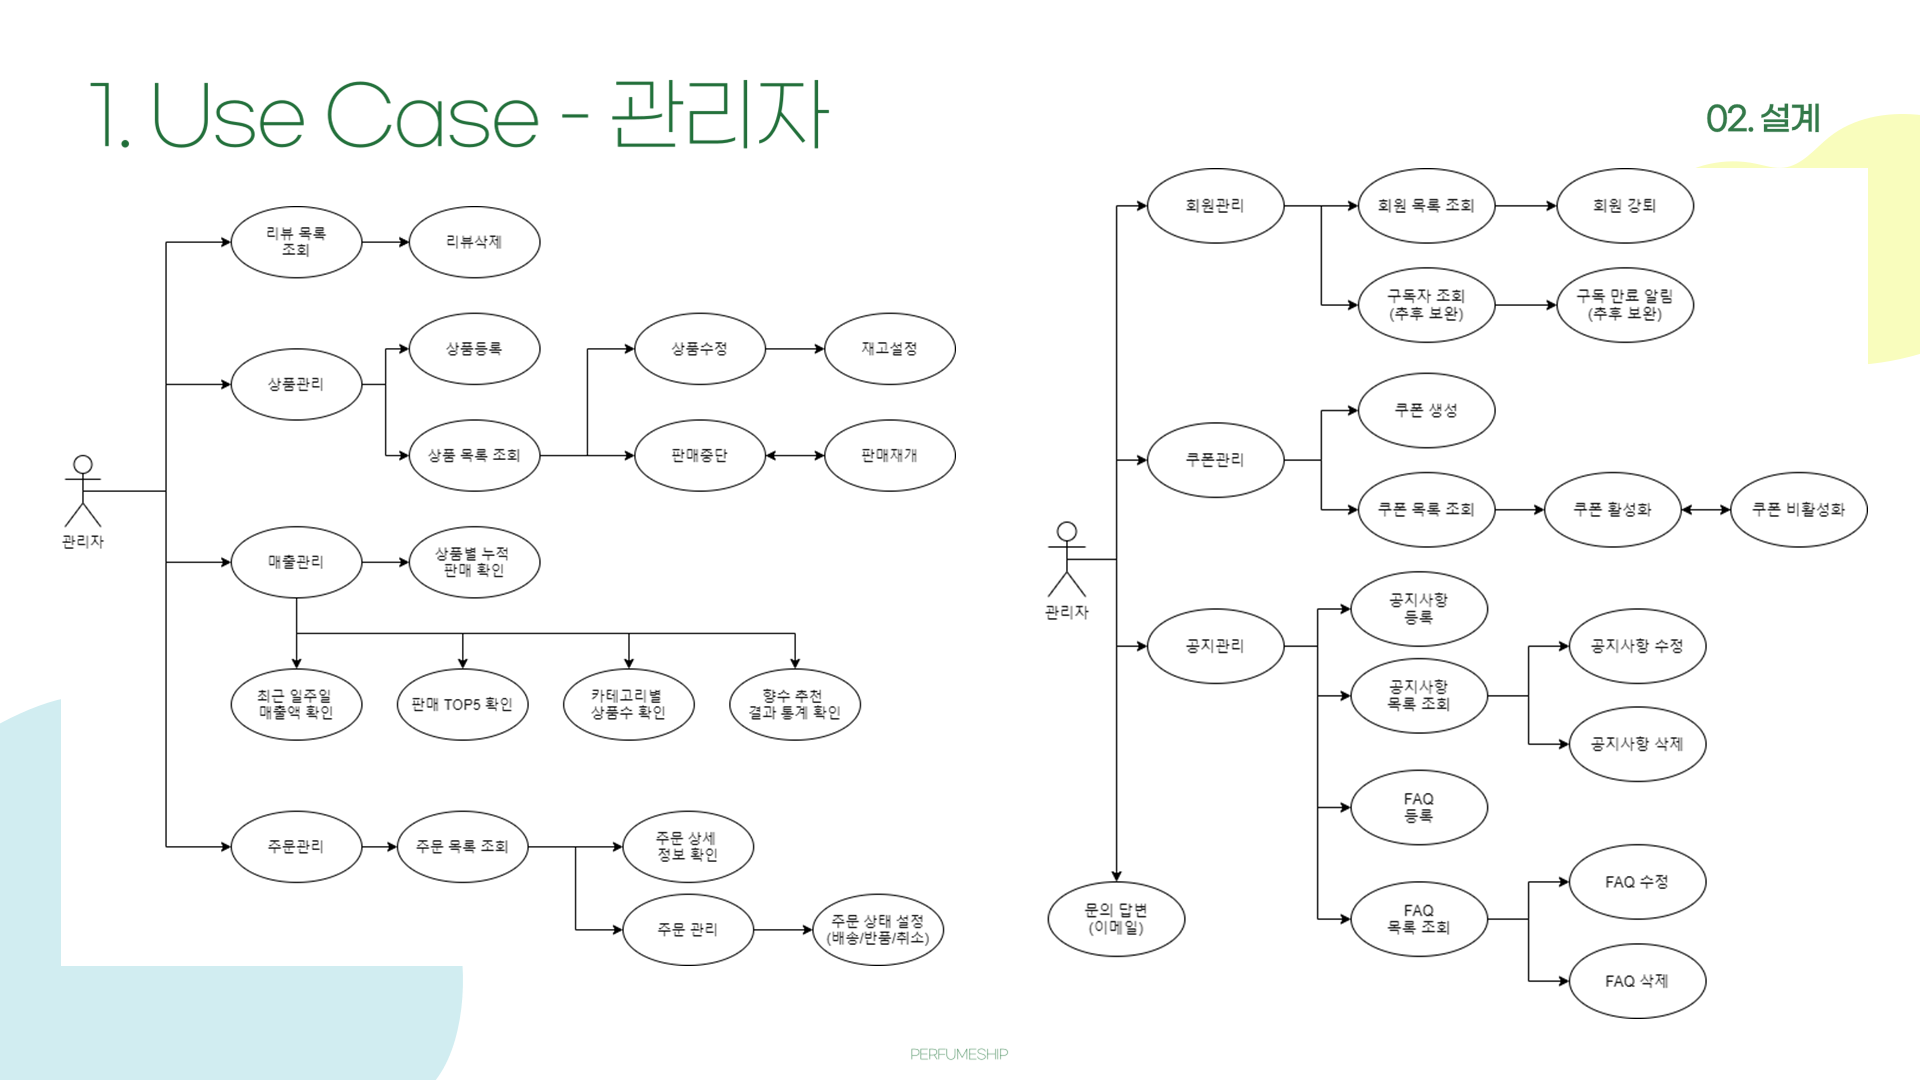 1. Use Case - 관리자
02. 설계
리뷰 목록
조회
리뷰삭제
상품관리
상품등록
상품 목록 조회
상품수정
재고설정
판매중단
판매재개
관리자
매출관리
상품별 누적
판매 확인
최근 일주일
매출액 확인
판매 TOP5 확인
카테고리별
상품수 확인
향수 추천
결과 통계 확인
주문관리
주문 목록 조회
주문 상세
정보 확인
주문 관리
주문 상태 설정
(배송/반품/취소)
회원관리
회원 목록 조회
회원 강퇴
구독자 조회
(추후 보완)
구독 만료 알림
(추후 보완)
쿠폰관리
쿠폰 생성
쿠폰 목록 조회
쿠폰 활성화
쿠폰 비활성화
관리자
공지관리
공지사항
등록
공지사항
목록 조회
공지사항 수정
공지사항 삭제
FAQ
등록
FAQ
목록 조회
FAQ 수정
FAQ 삭제
문의 답변
(이메일)
PERFUMESHIP